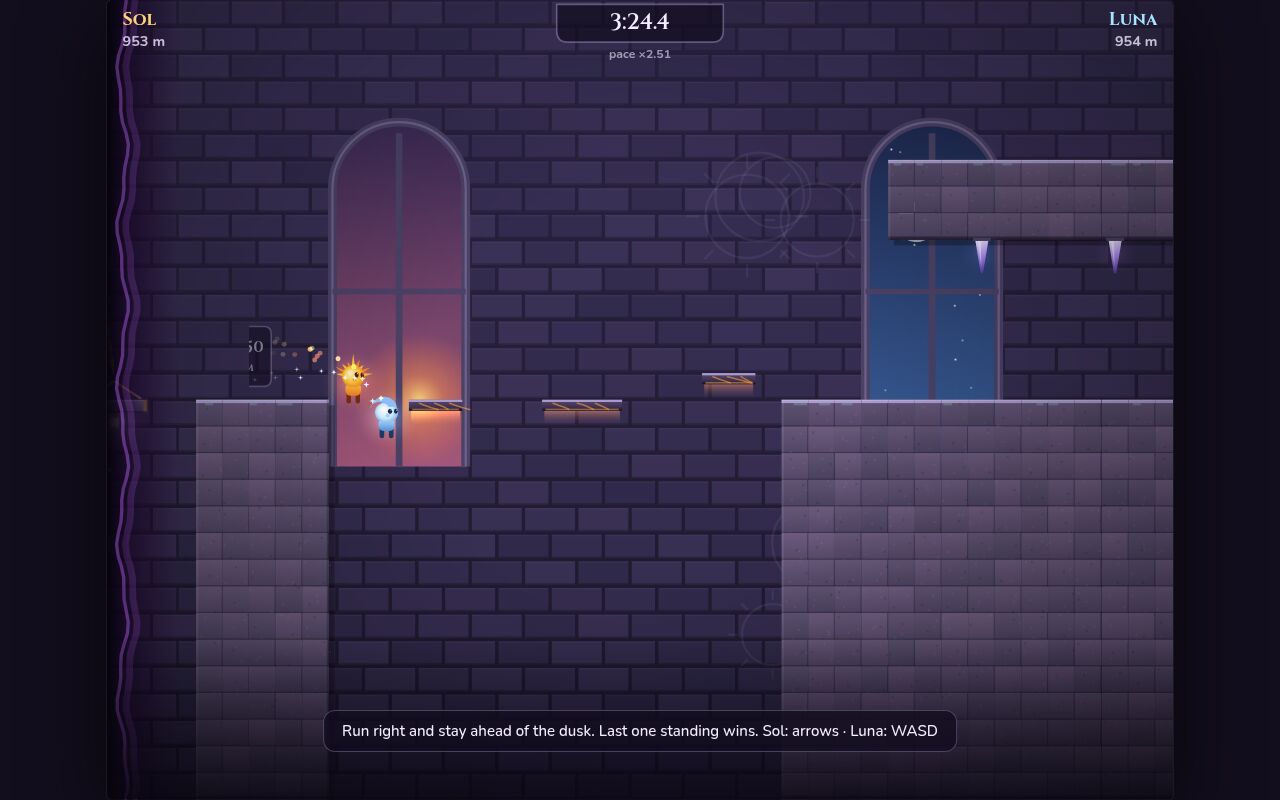 SOL
953 m
3:24.4
pace ×2.51
LUNA
954 m
50
Run right and stay ahead of the dusk. Last one standing wins. Sol: arrows · Luna: WASD